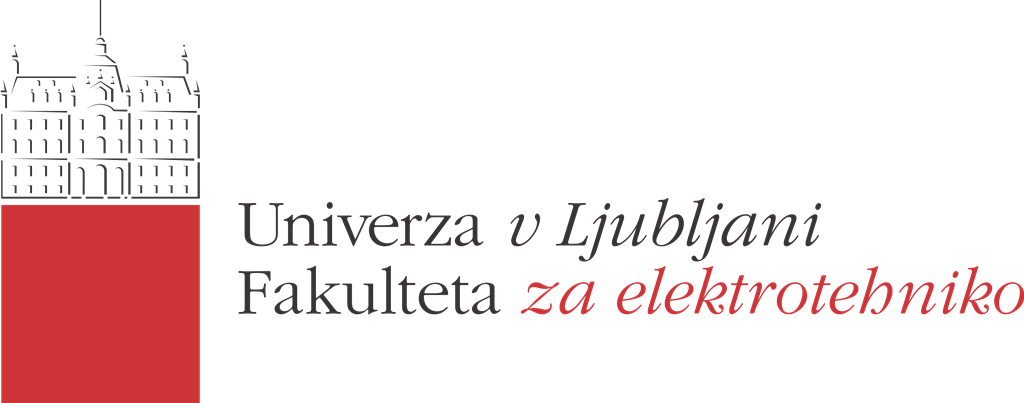 Univerza v Ljubljani
Fakulteta za elektrotehniko